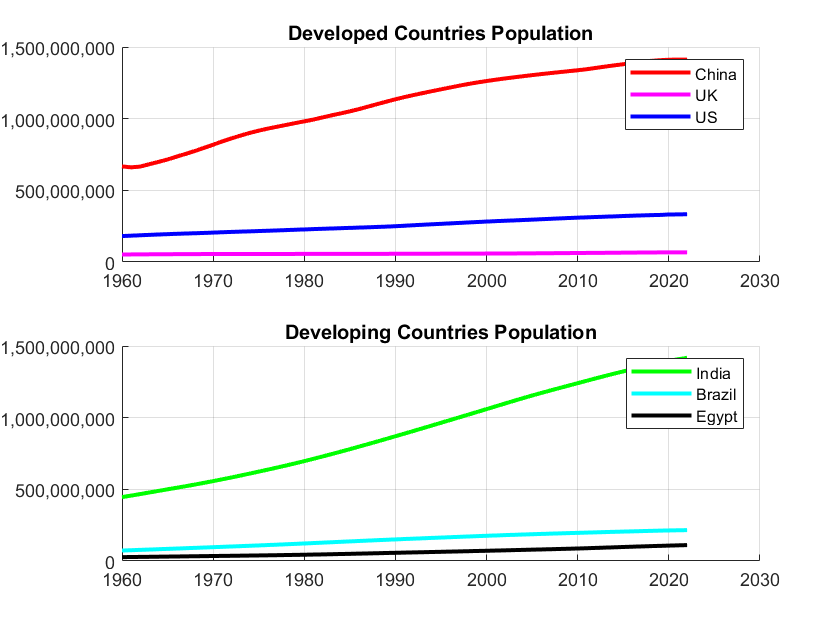 Developed Countries Population
1,500,000,000
1,000,000,000
500,000,000
0
China
UK
US
1960 1970 1980 1990 2000 2010 2020 2030
Developing Countries Population
1,500,000,000
1,000,000,000
500,000,000
0
India
Brazil
Egypt
1960 1970 1980 1990 2000 2010 2020 2030